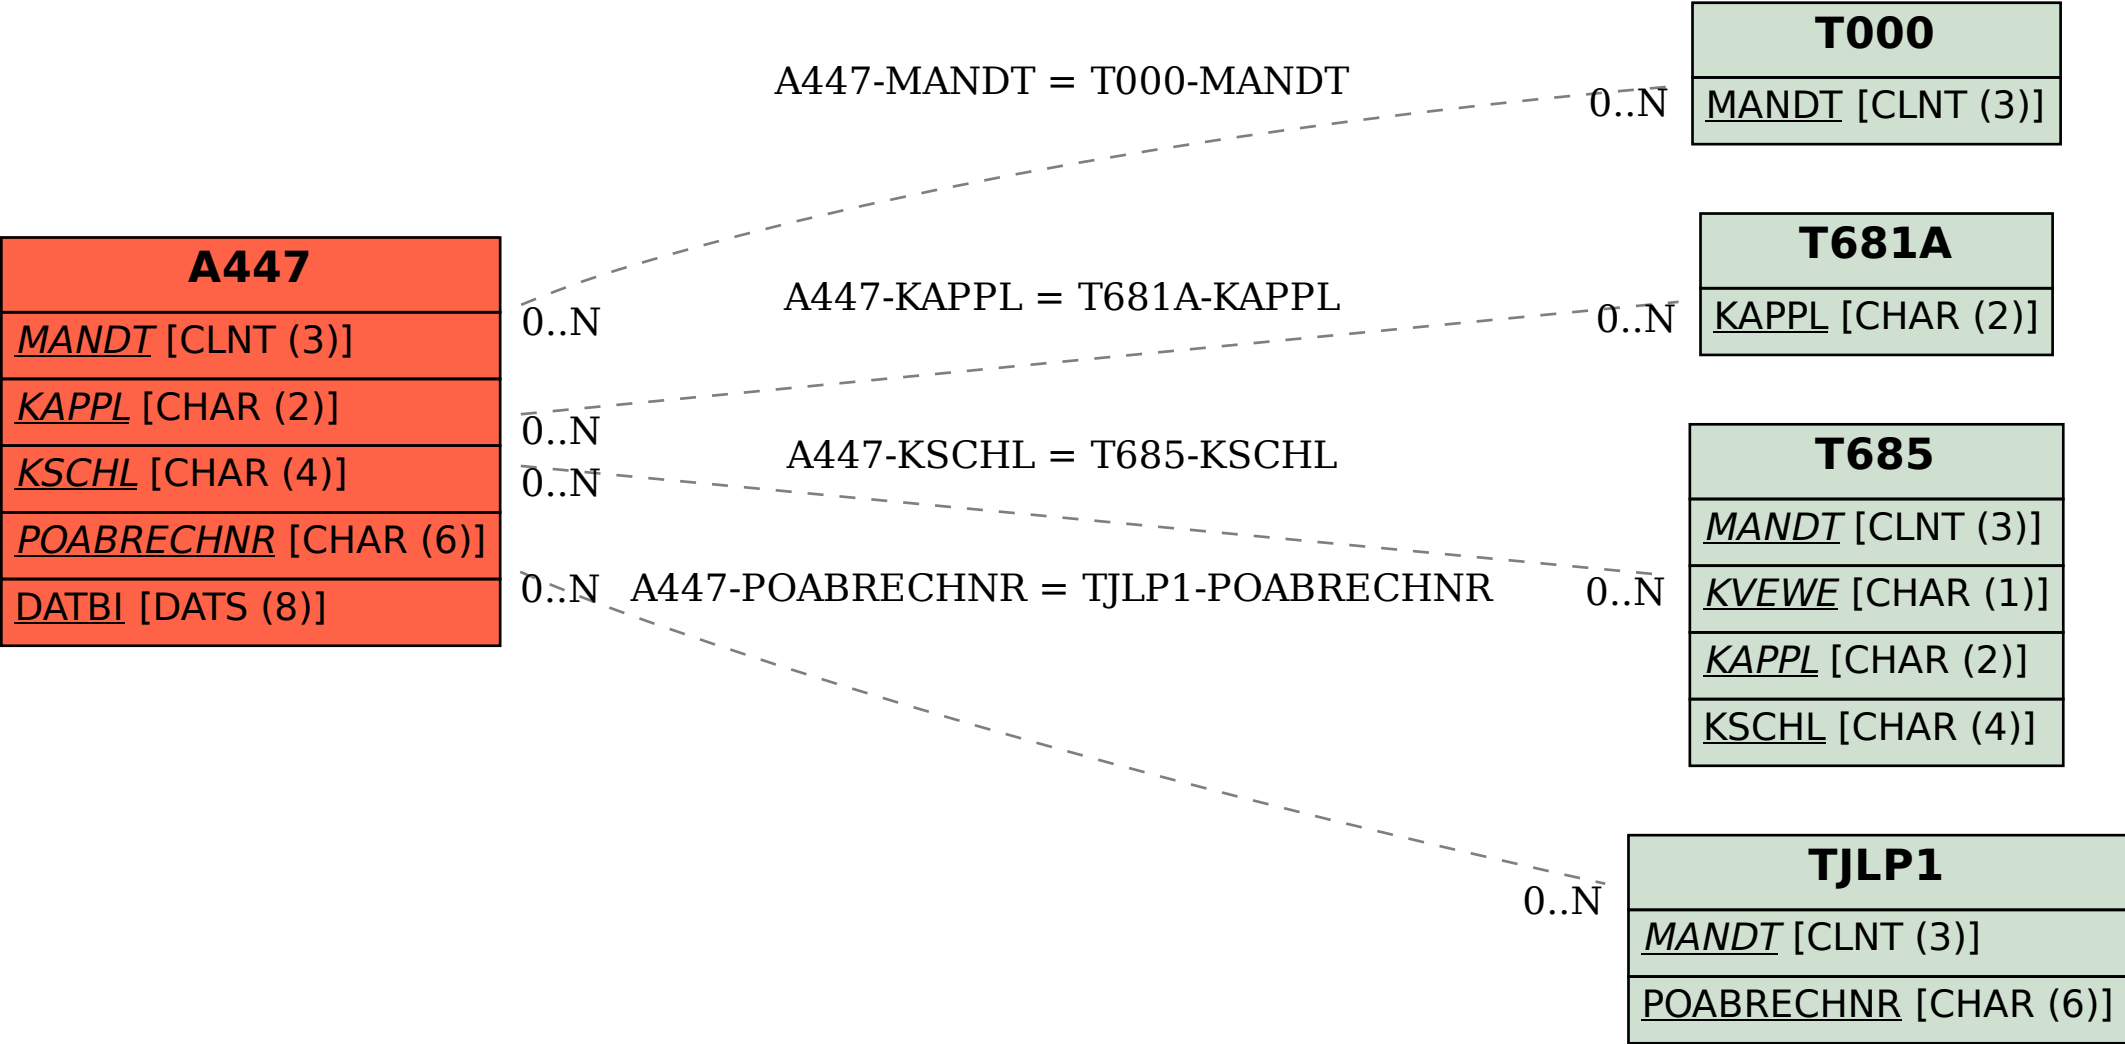 A447
MANDT [CLNT (3)]
KAPPL [CHAR (2)]
KSCHL [CHAR (4)]
POABRECHNR [CHAR (6)]
DATBI [DATS (8)]
A447-MANDT = T000-MANDT
0..N
0..N
A447-KAPPL = T681A-KAPPL
0..N
0..N
A447-KSCHL = T685-KSCHL
0..N
0..N
A447-POABRECHNR = TJLP1-POABRECHNR
0..N
0..N
T000
MANDT [CLNT (3)]
T681A
KAPPL [CHAR (2)]
T685
MANDT [CLNT (3)]
KVEWE [CHAR (1)]
KAPPL [CHAR (2)]
KSCHL [CHAR (4)]
TJLP1
MANDT [CLNT (3)]
POABRECHNR [CHAR (6)]